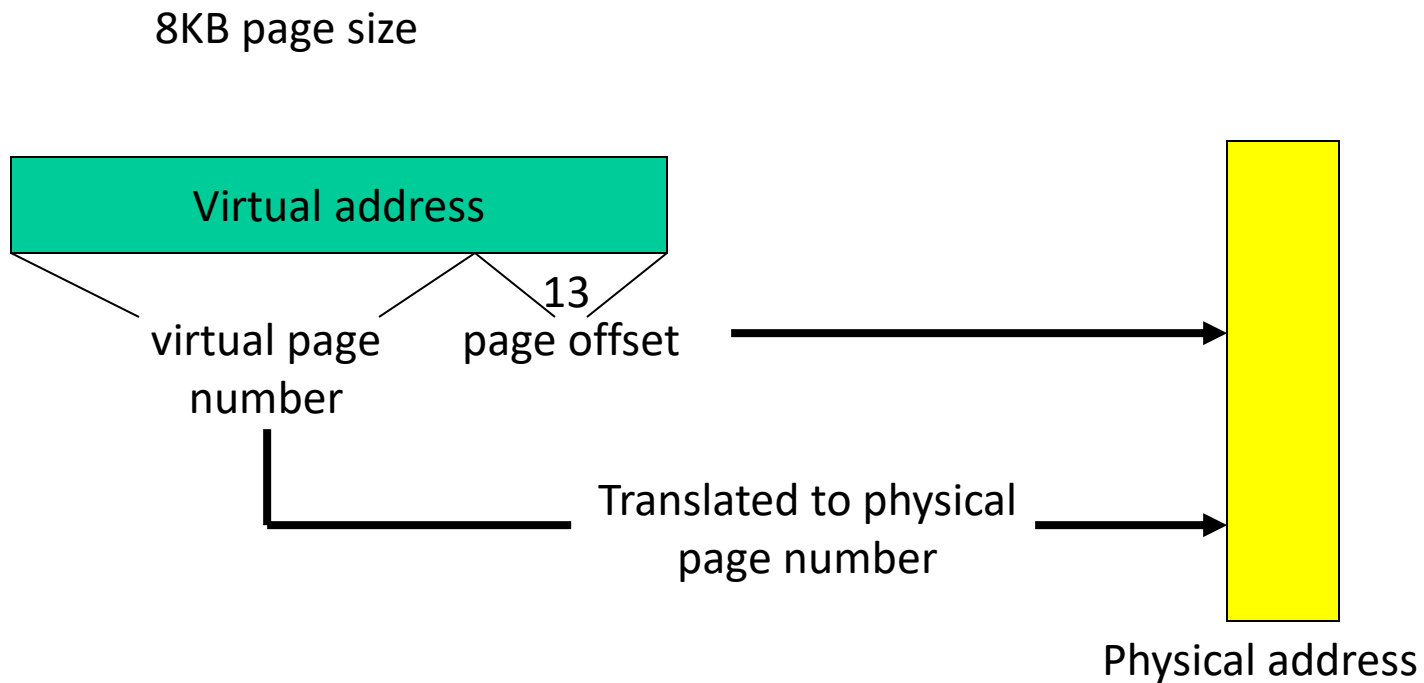 8KB page size
Virtual address
13
virtual page
number
page offset
Translated to physical
page number
Physical address